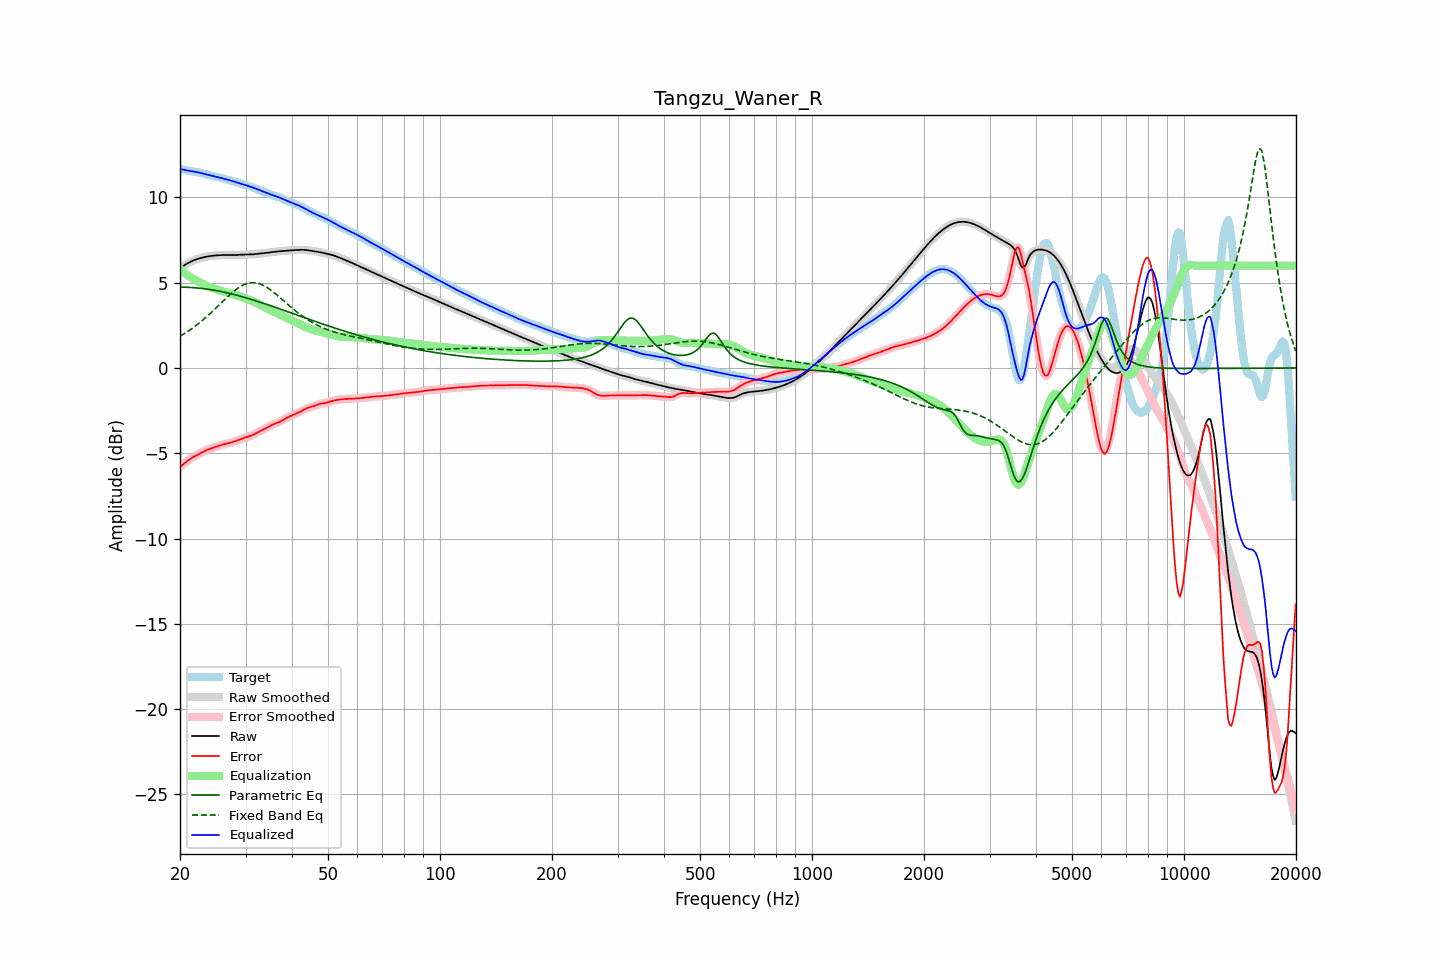 Tangzu_Waner_R
Amplitude (dBr)
10
5
0
−5
−10
−15
−20
−25
Target
Raw Smoothed
Error Smoothed
Raw
Error
Equalization
Parametric Eq
Fixed Band Eq
Equalized
20 50 100 200 500 1000 2000 5000 10000 20000
Frequency (Hz)